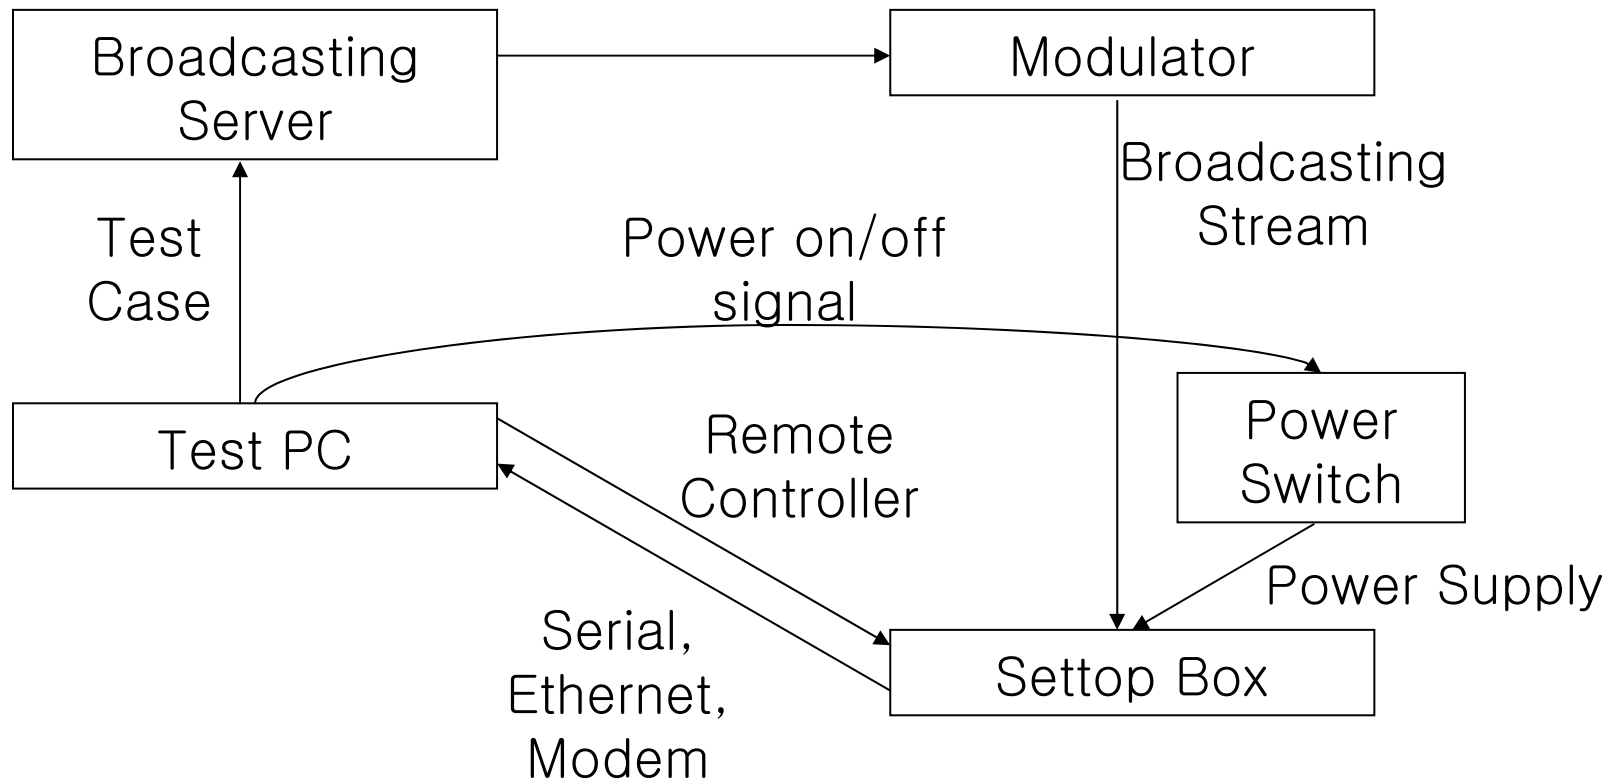 Broadcasting
Server
Modulator
Broadcasting
Stream
Test
Case
Power on/off
signal
Test PC
Remote
Controller
Power
Switch
Power Supply
Serial,
Ethernet,
Modem
Settop Box